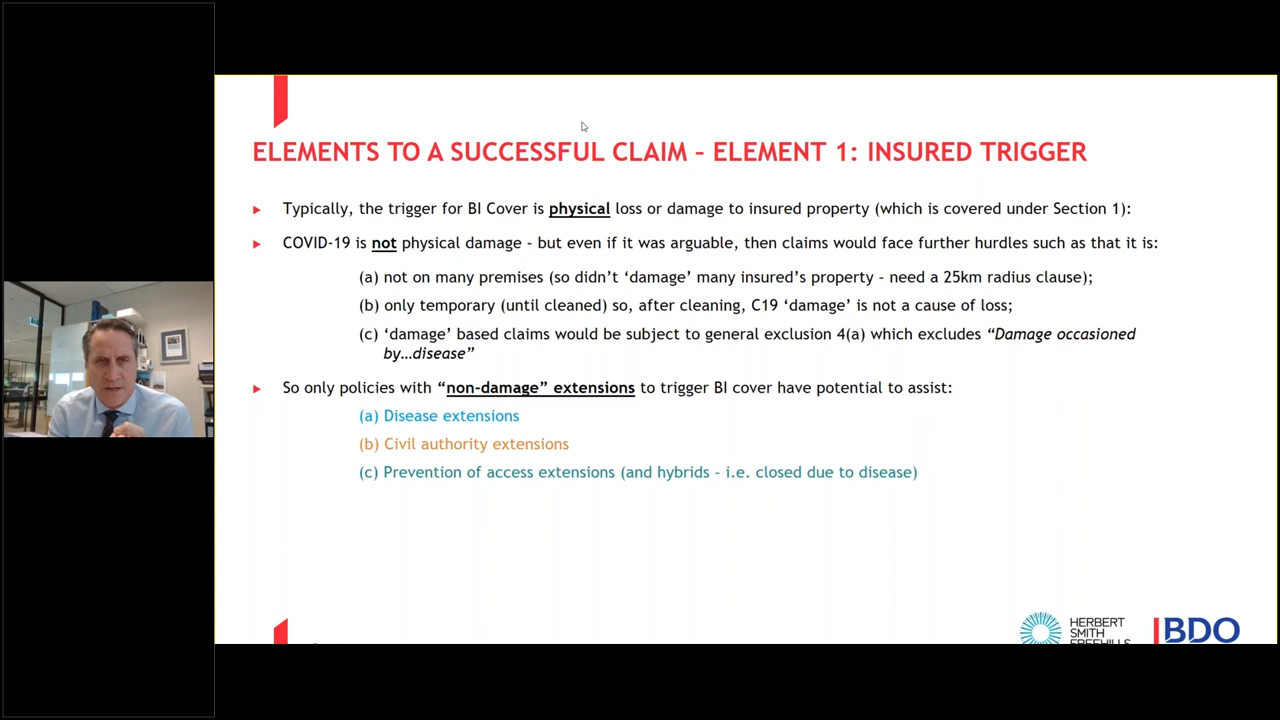 ELEMENTS TO A SUCCESSFUL CLAIM – ELEMENT 1: INSURED TRIGGER
Typically, the trigger for BI Cover is physical loss or damage to insured property (which is covered under Section 1):
COVID-19 is not physical damage – but even if it was arguable, then claims would face further hurdles such as that it is:
(a) not on many premises (so didn't 'damage' many insured's property – need a 25km radius clause);
(b) only temporary (until cleaned) so, after cleaning, C19 'damage' is not a cause of loss;
(c) 'damage' based claims would be subject to general exclusion 4(a) which excludes "Damage occasioned
by…disease"
So only policies with "non-damage" extensions to trigger BI cover have potential to assist:
(a) Disease extensions
(b) Civil authority extensions
(c) Prevention of access extensions (and hybrids – i.e. closed due to disease)
HERBERT
SMITH
FREEHILLS
BDO